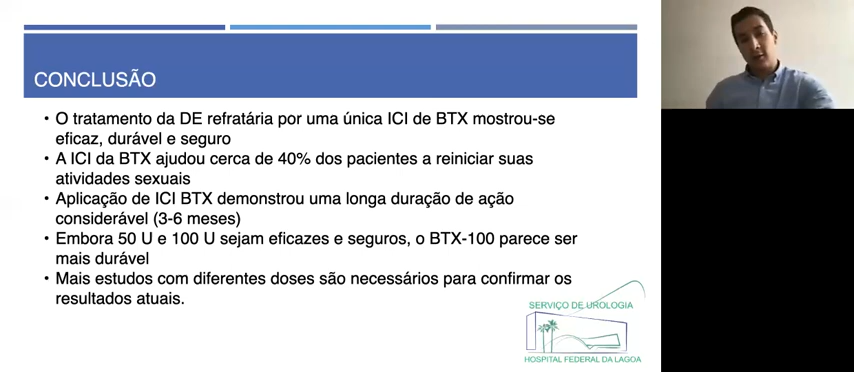 CONCLUSÃO
• O tratamento da DE refratária por uma única ICI de BTX mostrou-se
eficaz, durável e seguro
• A ICI da BTX ajudou cerca de 40% dos pacientes a reiniciar suas
atividades sexuais
• Aplicação de ICI BTX demonstrou uma longa duração de ação
considerável (3-6 meses)
• Embora 50 U e 100 U sejam eficazes e seguros, o BTX-100 parece ser
mais durável
• Mais estudos com diferentes doses são necessários para confirmar os
resultados atuais.
SERVIÇO DE UROLOGIA
HOSPITAL FEDERAL DA LAGOA